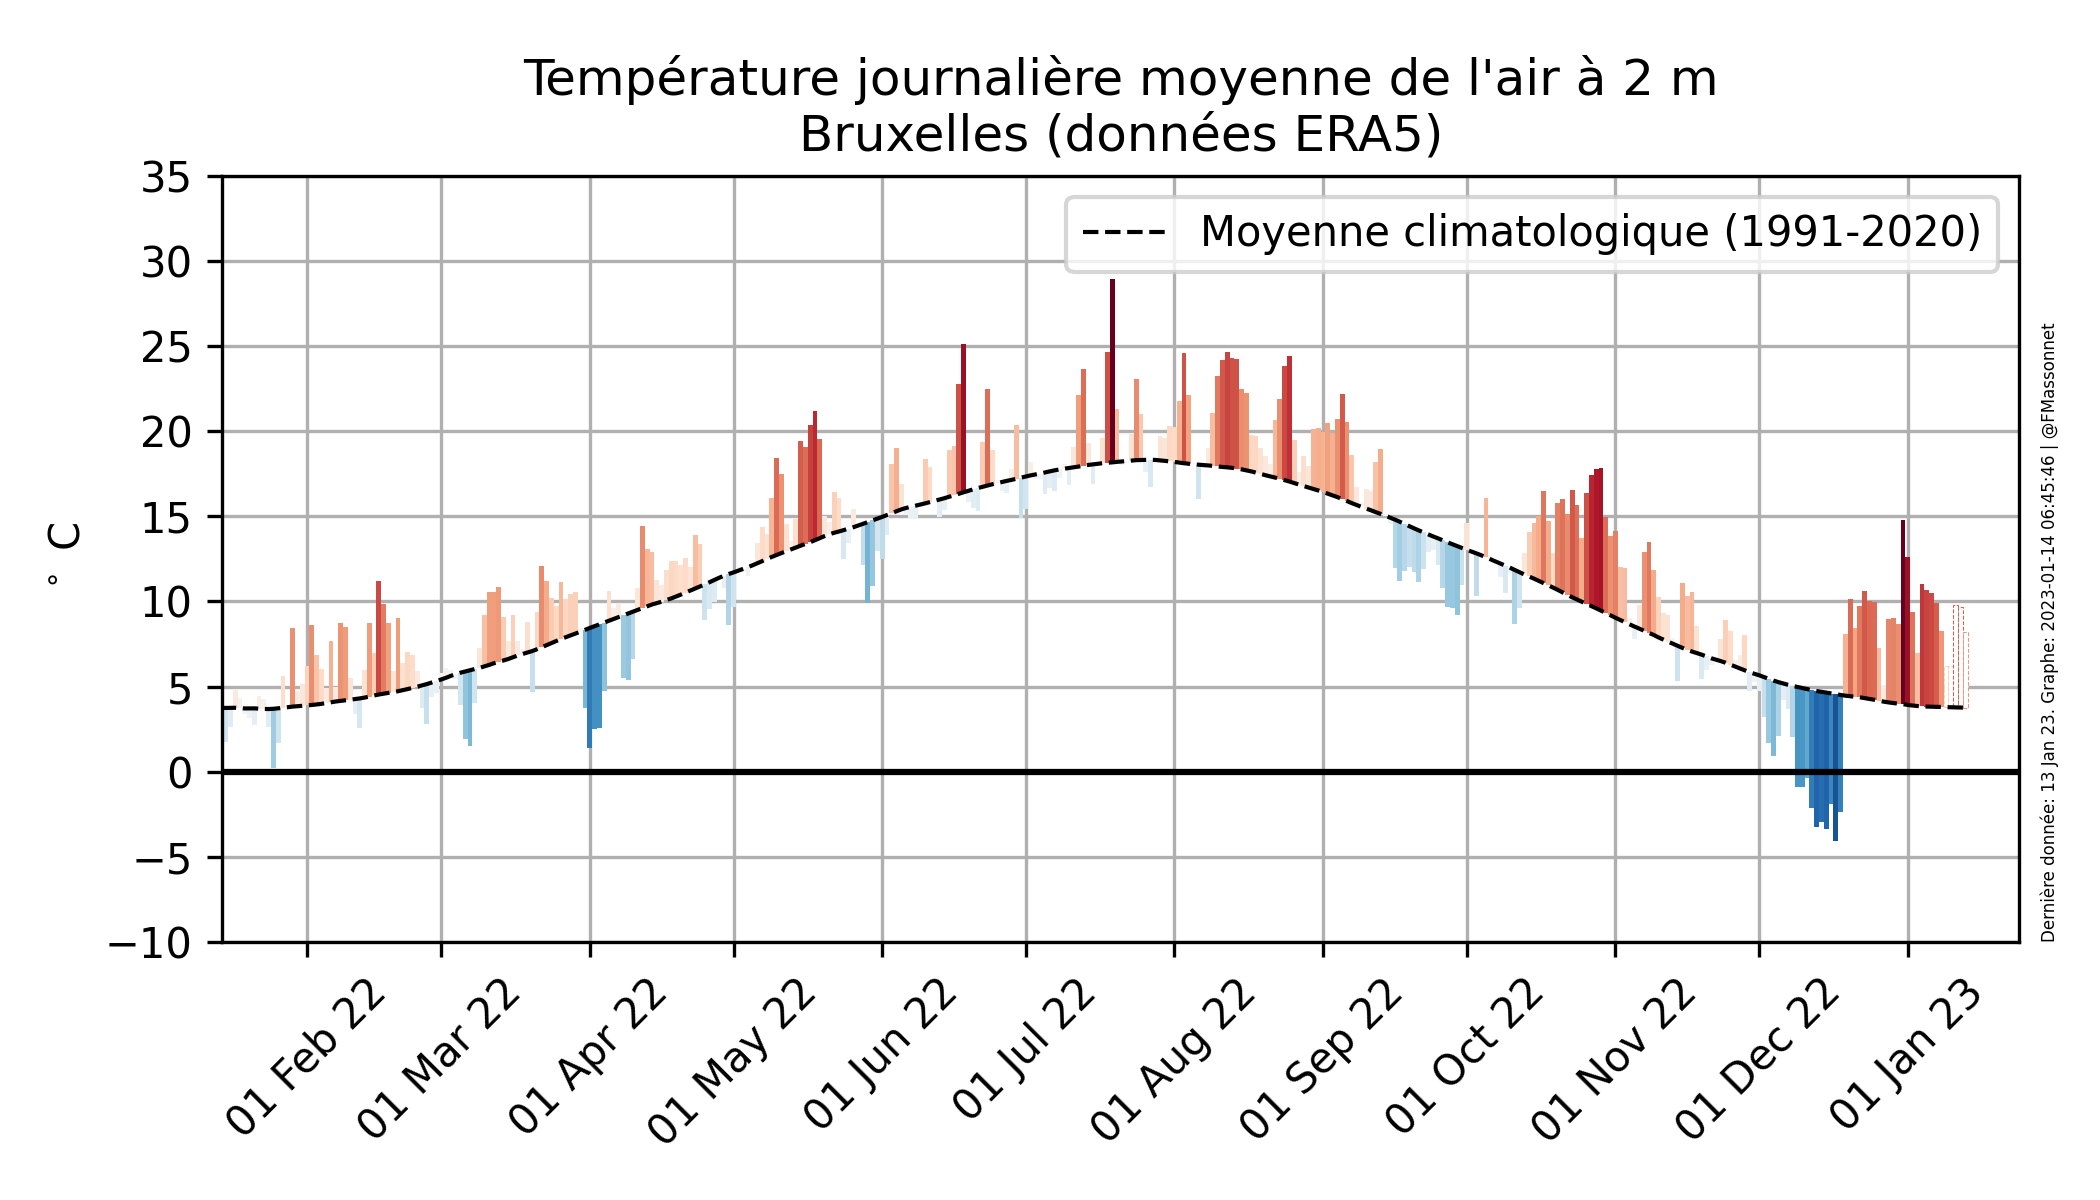 Température journalière moyenne de l'air à 2 m
Bruxelles (données ERA5)
35
30
25
20
15
10
5
0
−5
−10
° C
Moyenne climatologique (1991-2020)
01 Feb 22
01 Mar 22
01 Apr 22
01 May 22
01 Jun 22
01 Jul 22
01 Aug 22
01 Sep 22
01 Oct 22
01 Nov 22
01 Dec 22
01 Jan 23
Dernière donnée: 13 Jan 23. Graphe: 2023-01-14 06:45:46 | @FMassonnet